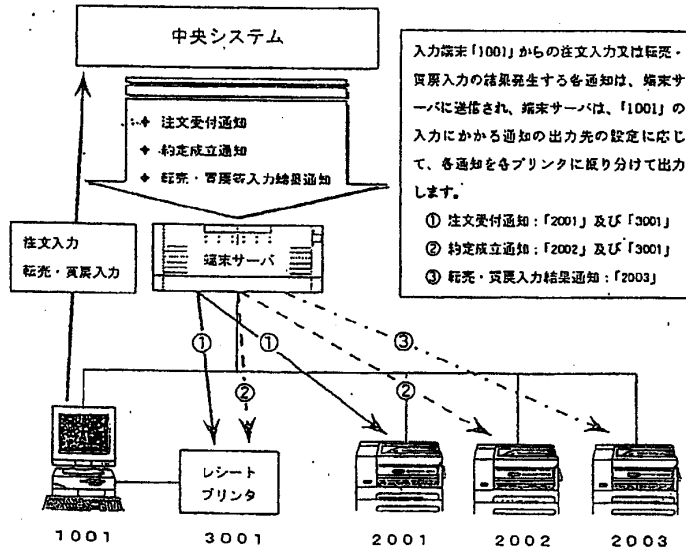 中央システム
入力端末「1001」からの注文入力又は転売・
買戻入力の結果発生する各通知は、端末サ
ーバに送信され、端末サーバは、「1001」の
入力にかかる通知の出力先の設定に応じ
て、各通知を各プリンタに振り分けて出力
します。
① 注文受付通知：「2001」及び「3001」
② 約定成立通知：「2002」及び「3001」
③ 転売・買戻入力結果通知：「2003」
注文受付通知
約定成立通知
転売・買戻等入力結果通知
注文入力
転売・買戻入力
端末サーバ
① ① ③
② ②
レシート
プリンタ
1001 3001 2001 2002 2003